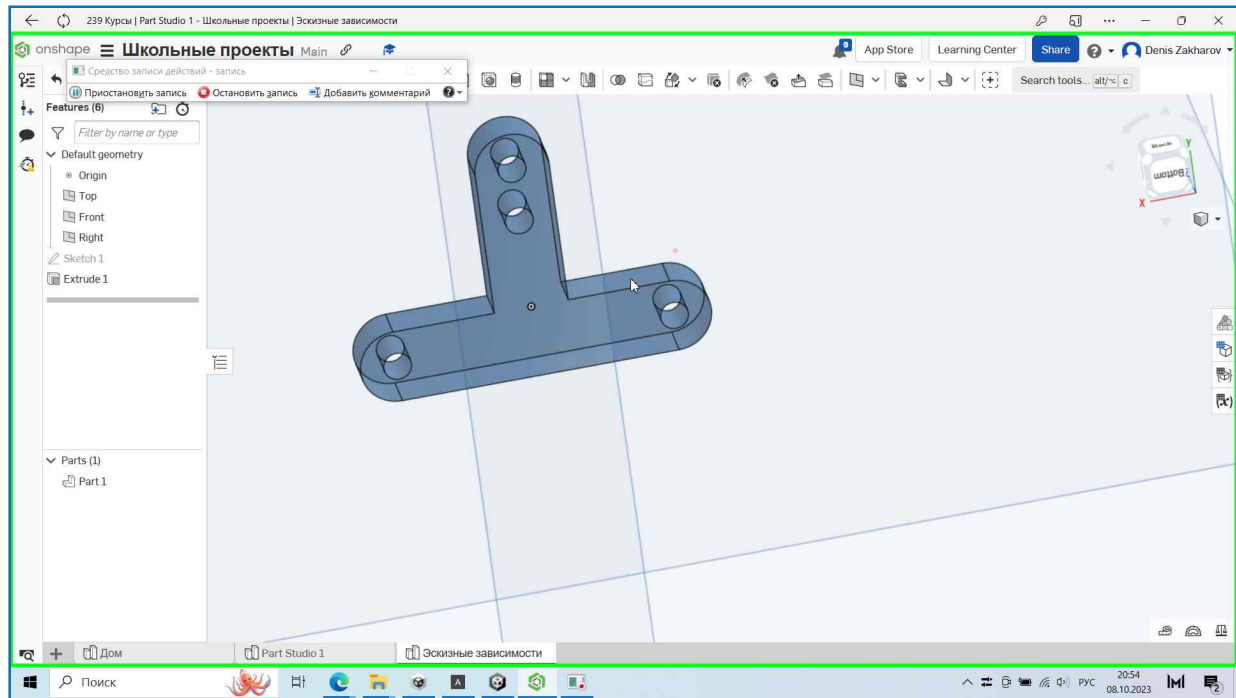 239 Курсы | Part Studio 1 - Школьные проекты | Эскизные зависимости
onshape Школьные проекты Main
9 App Store Learning Center Share Denis Zakharov
Средство записи действий - запись
Search tools... alt/⌥ c
Приостановить запись Остановить запись Добавить комментарий
Features (6)
Filter by name or type
Default geometry
Origin
Top
Front
Right
Sketch 1
Extrude 1
Y
Bottom
Z
X
Parts (1)
Part 1
(x)
Дом Part Studio 1 Эскизные зависимости
Поиск
РУС
20:54
08.10.2023
2